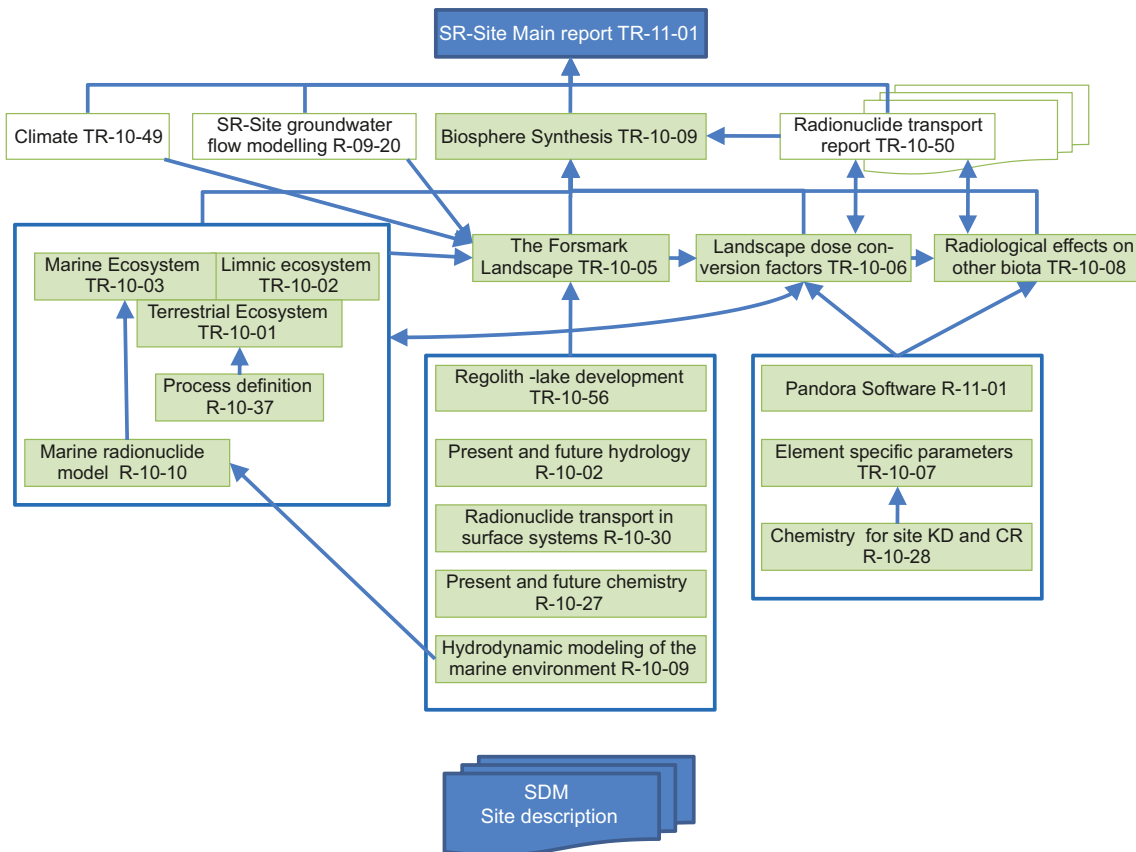 SR-Site Main report TR-11-01
Climate TR-10-49
SR-Site groundwater
flow modelling R-09-20
Biosphere Synthesis TR-10-09
Radionuclide transport
report TR-10-50
Marine Ecosystem
TR-10-03
Limnic ecosystem
TR-10-02
Terrestrial Ecosystem
TR-10-01
Process definition
R-10-37
Marine radionuclide
model R-10-10
The Forsmark
Landscape TR-10-05
Landscape dose con-
version factors TR-10-06
Radiological effects on
other biota TR-10-08
Regolith -lake development
TR-10-56
Present and future hydrology
R-10-02
Radionuclide transport in
surface systems R-10-30
Present and future chemistry
R-10-27
Hydrodynamic modeling of the
marine environment R-10-09
Pandora Software R-11-01
Element specific parameters
TR-10-07
Chemistry for site KD and CR
R-10-28
SDM
Site description